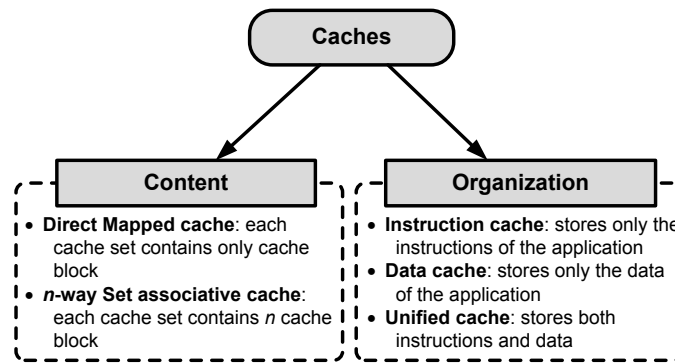 Caches
Content
• Direct Mapped cache: each
cache set contains only cache
block
• n-way Set associative cache:
each cache set contains n cache
block
Organization
• Instruction cache: stores only the
instructions of the application
• Data cache: stores only the data
of the application
• Unified cache: stores both
instructions and data